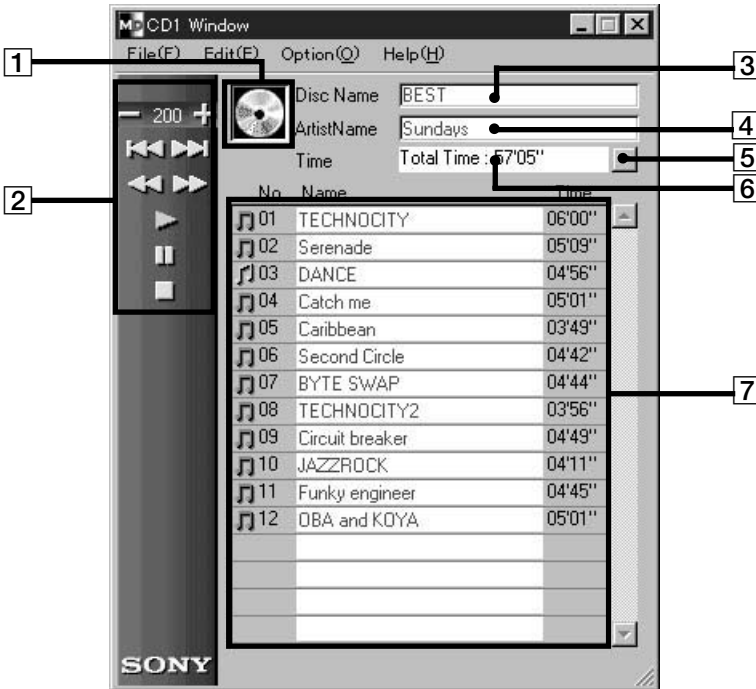 MD CD1 Window
File(F) Edit(E) Option(O) Help(H)
1
3
Disc Name BEST
200
4
ArtistName Sundays
5
Time Total Time : 57'05''
6
2
No. Name Time
01 TECHNOCITY 06'00''
02 Serenade 05'09''
03 DANCE 04'56''
04 Catch me 05'01''
05 Caribbean 03'49''
06 Second Circle 04'42''
07 BYTE SWAP 04'44''
7
08 TECHNOCITY2 03'56''
09 Circuit breaker 04'49''
10 JAZZROCK 04'11''
11 Funky engineer 04'45''
12 OBA and KOYA 05'01''
SONY